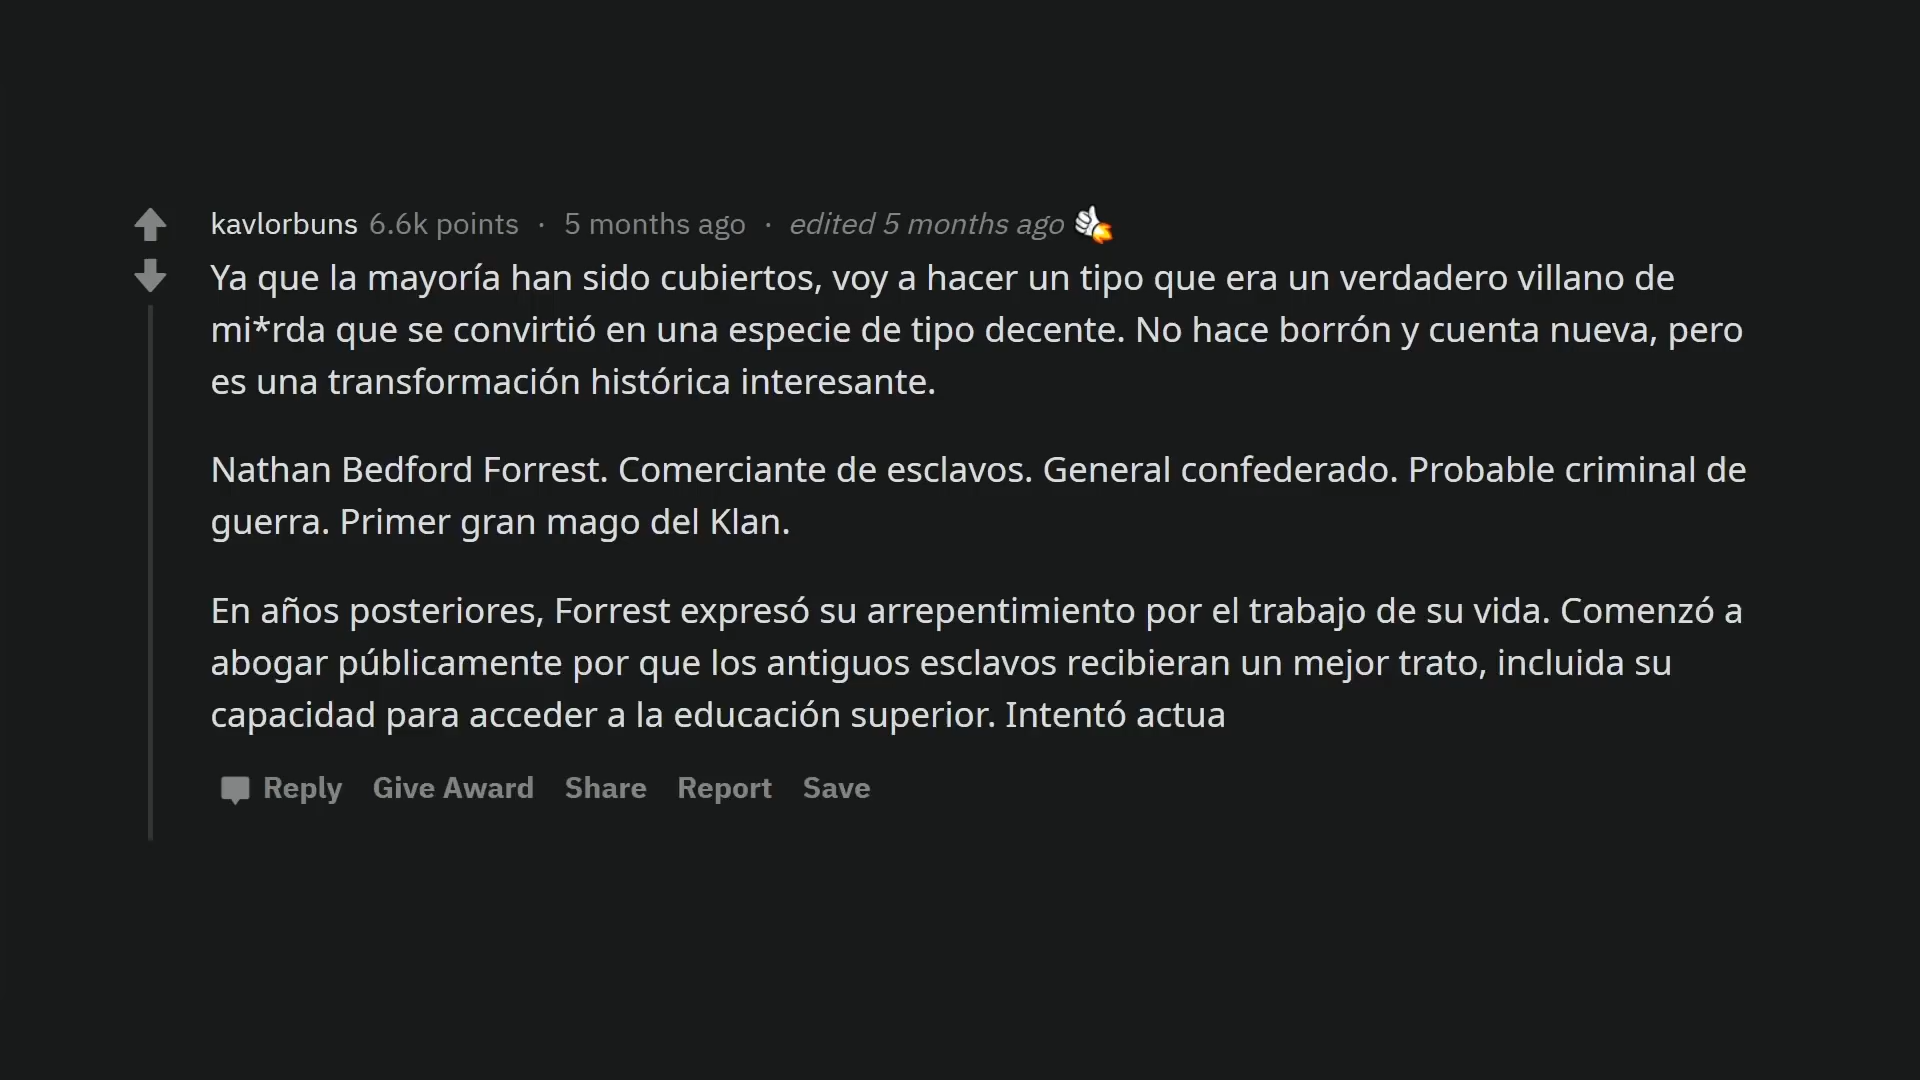 kavlorbuns 6.6k points · 5 months ago · edited 5 months ago
Ya que la mayoría han sido cubiertos, voy a hacer un tipo que era un verdadero villano de
mi*rda que se convirtió en una especie de tipo decente. No hace borrón y cuenta nueva, pero
es una transformación histórica interesante.
Nathan Bedford Forrest. Comerciante de esclavos. General confederado. Probable criminal de
guerra. Primer gran mago del Klan.
En años posteriores, Forrest expresó su arrepentimiento por el trabajo de su vida. Comenzó a
abogar públicamente por que los antiguos esclavos recibieran un mejor trato, incluida su
capacidad para acceder a la educación superior. Intentó actua
Reply Give Award Share Report Save